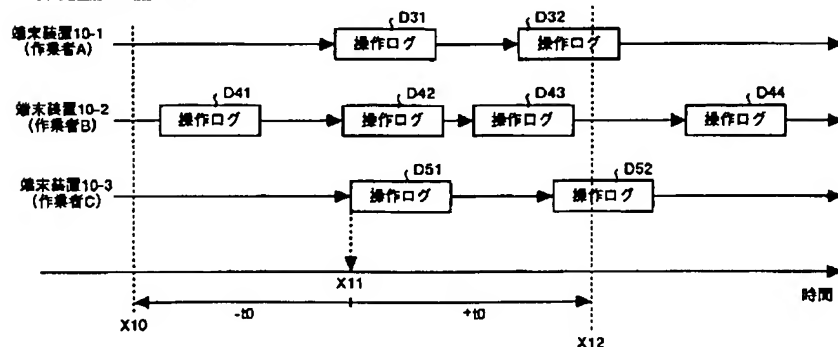 端末装置10-1
(作業者A)
D31
操作ログ
D32
操作ログ
端末装置10-2
(作業者B)
D41
操作ログ
D42
操作ログ
D43
操作ログ
D44
操作ログ
端末装置10-3
(作業者C)
D51
操作ログ
D52
操作ログ
X11
時間
X10
-t0
+t0
X12